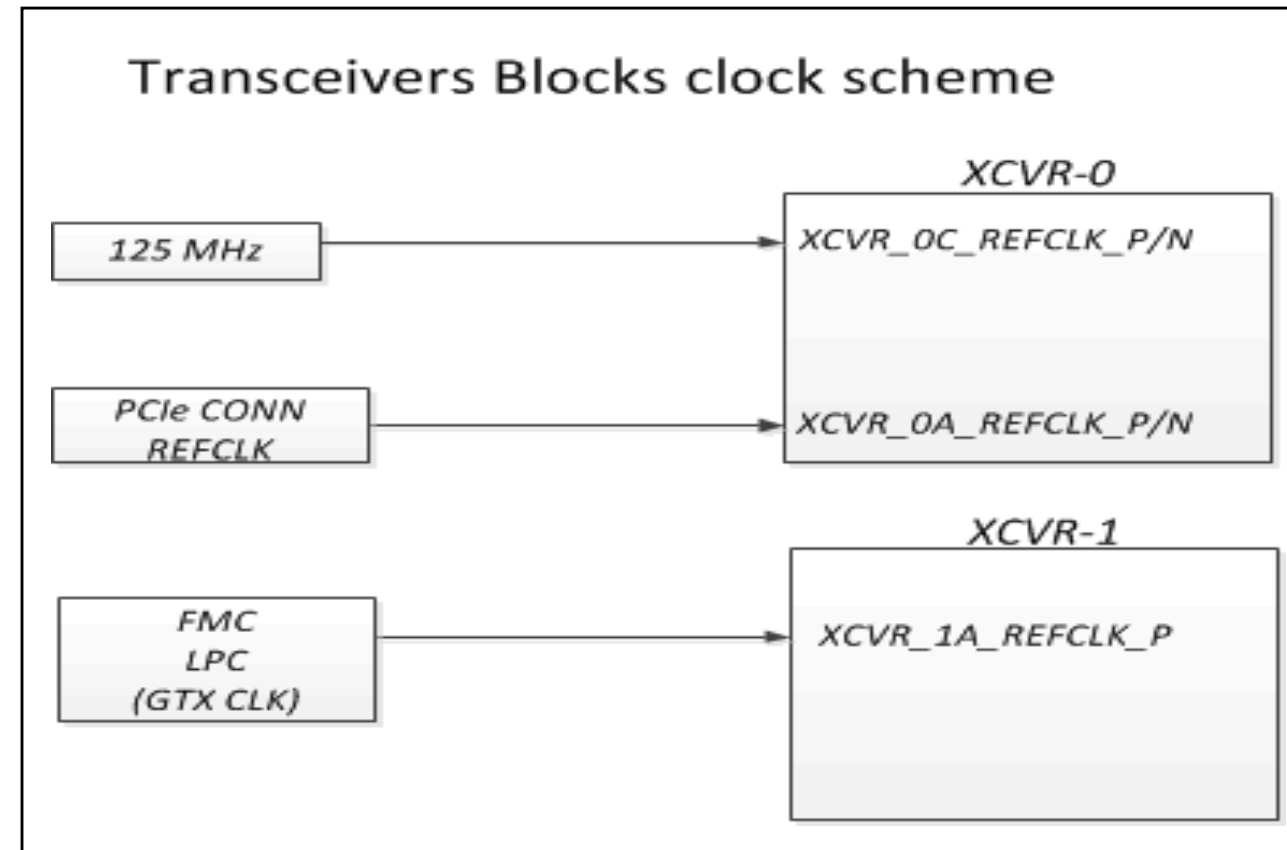 Transceivers Blocks clock scheme
XCVR-0
125 MHz
XCVR_0C_REFCLK_P/N
PCIe CONN
REFCLK
XCVR_0A_REFCLK_P/N
XCVR-1
FMC
LPC
(GTX CLK)
XCVR_1A_REFCLK_P